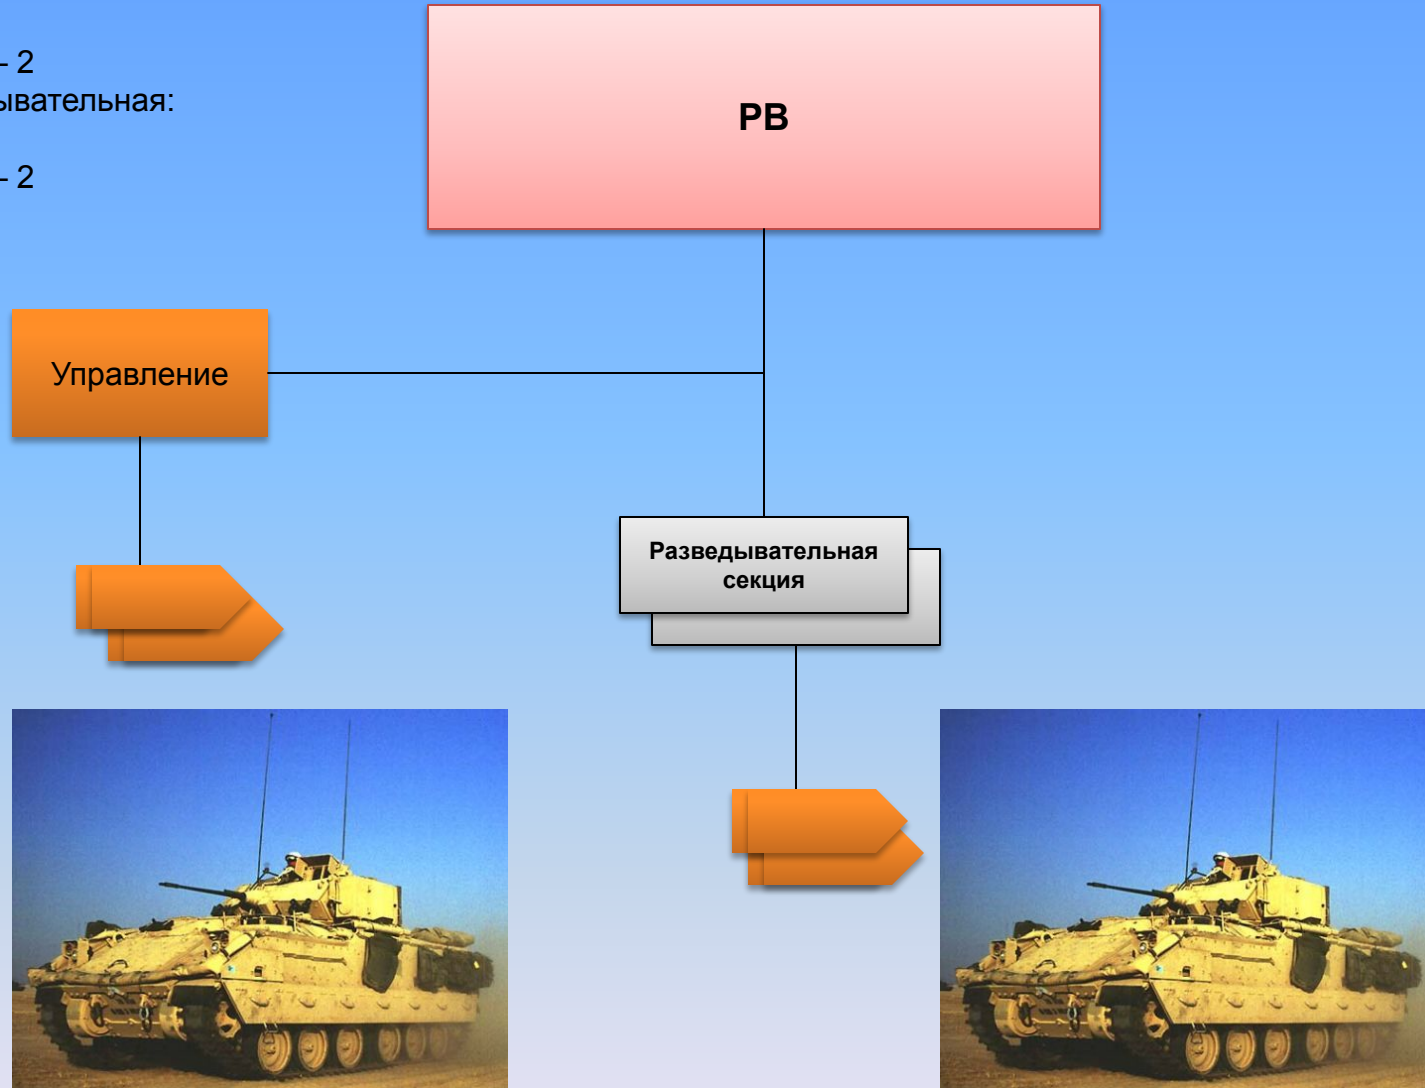 - 2
ывательная:
- 2
РВ
Управление
Разведывательная
секция